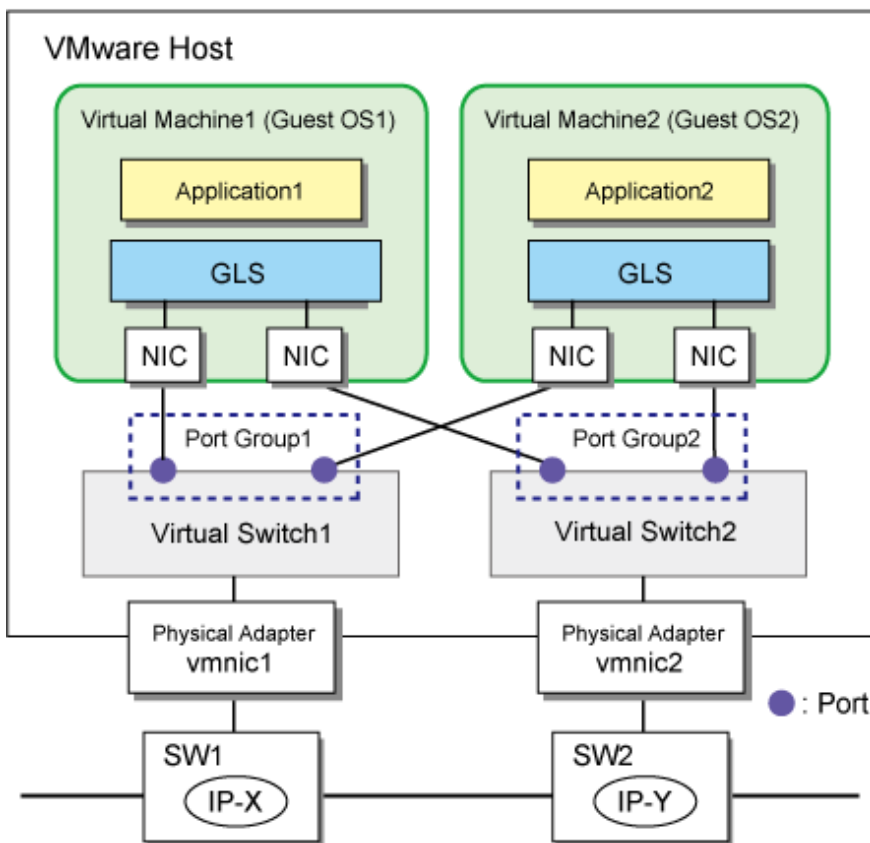 VMware Host
Virtual Machine1 (Guest OS1)
Virtual Machine2 (Guest OS2)
Application1
Application2
GLS
GLS
NIC
NIC
NIC
NIC
Port Group1
Port Group2
Virtual Switch1
Virtual Switch2
Physical Adapter
vmnic1
Physical Adapter
vmnic2
: Port
SW1
IP-X
SW2
IP-Y